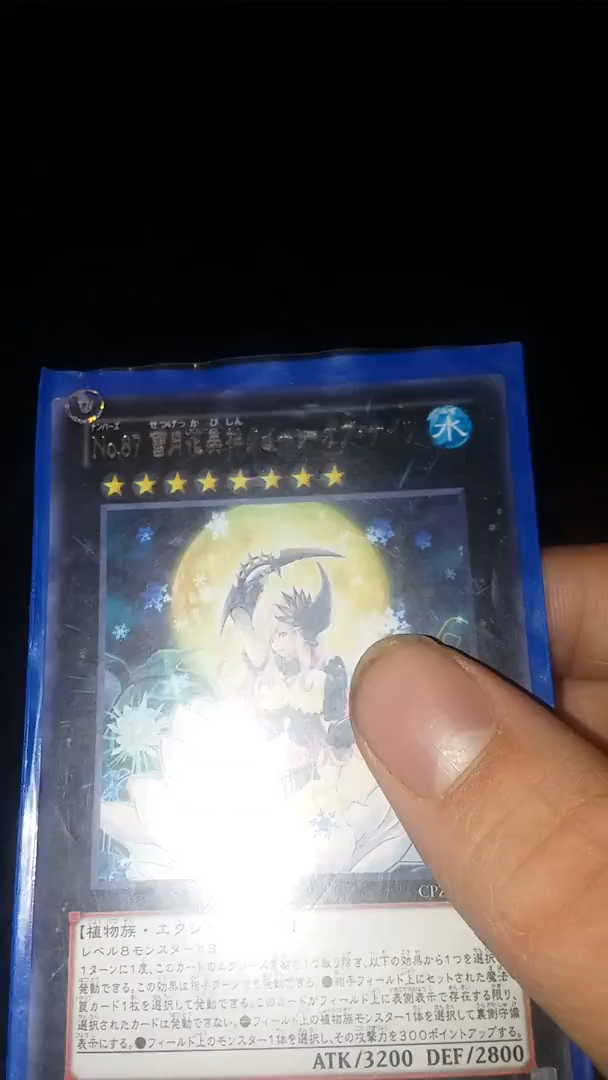 ナンバーズ せつげっ か び しん
No.87 雪月花美神クイーン・オブ・ナイツ
水
CPZ
【植物族・エクシーズ
レベル8モンスター×3
1ターンに1度、このカードのエクシーズ素材を1つ取り除き、以下の効果から1つを選択
発動できる。この効果は相手ターンでも発動できる。●相手フィールド上にセットされた魔法
罠カード1枚を選択して発動できる。このカードがフィールド上に表側表示で存在する限り、
選択されたカードは発動できない。●フィールド上の植物族モンスター1体を選択して裏側守備
表示にする。●フィールド上のモンスター1体を選択し、その攻撃力を300ポイントアップする。
ATK/3200 DEF/2800